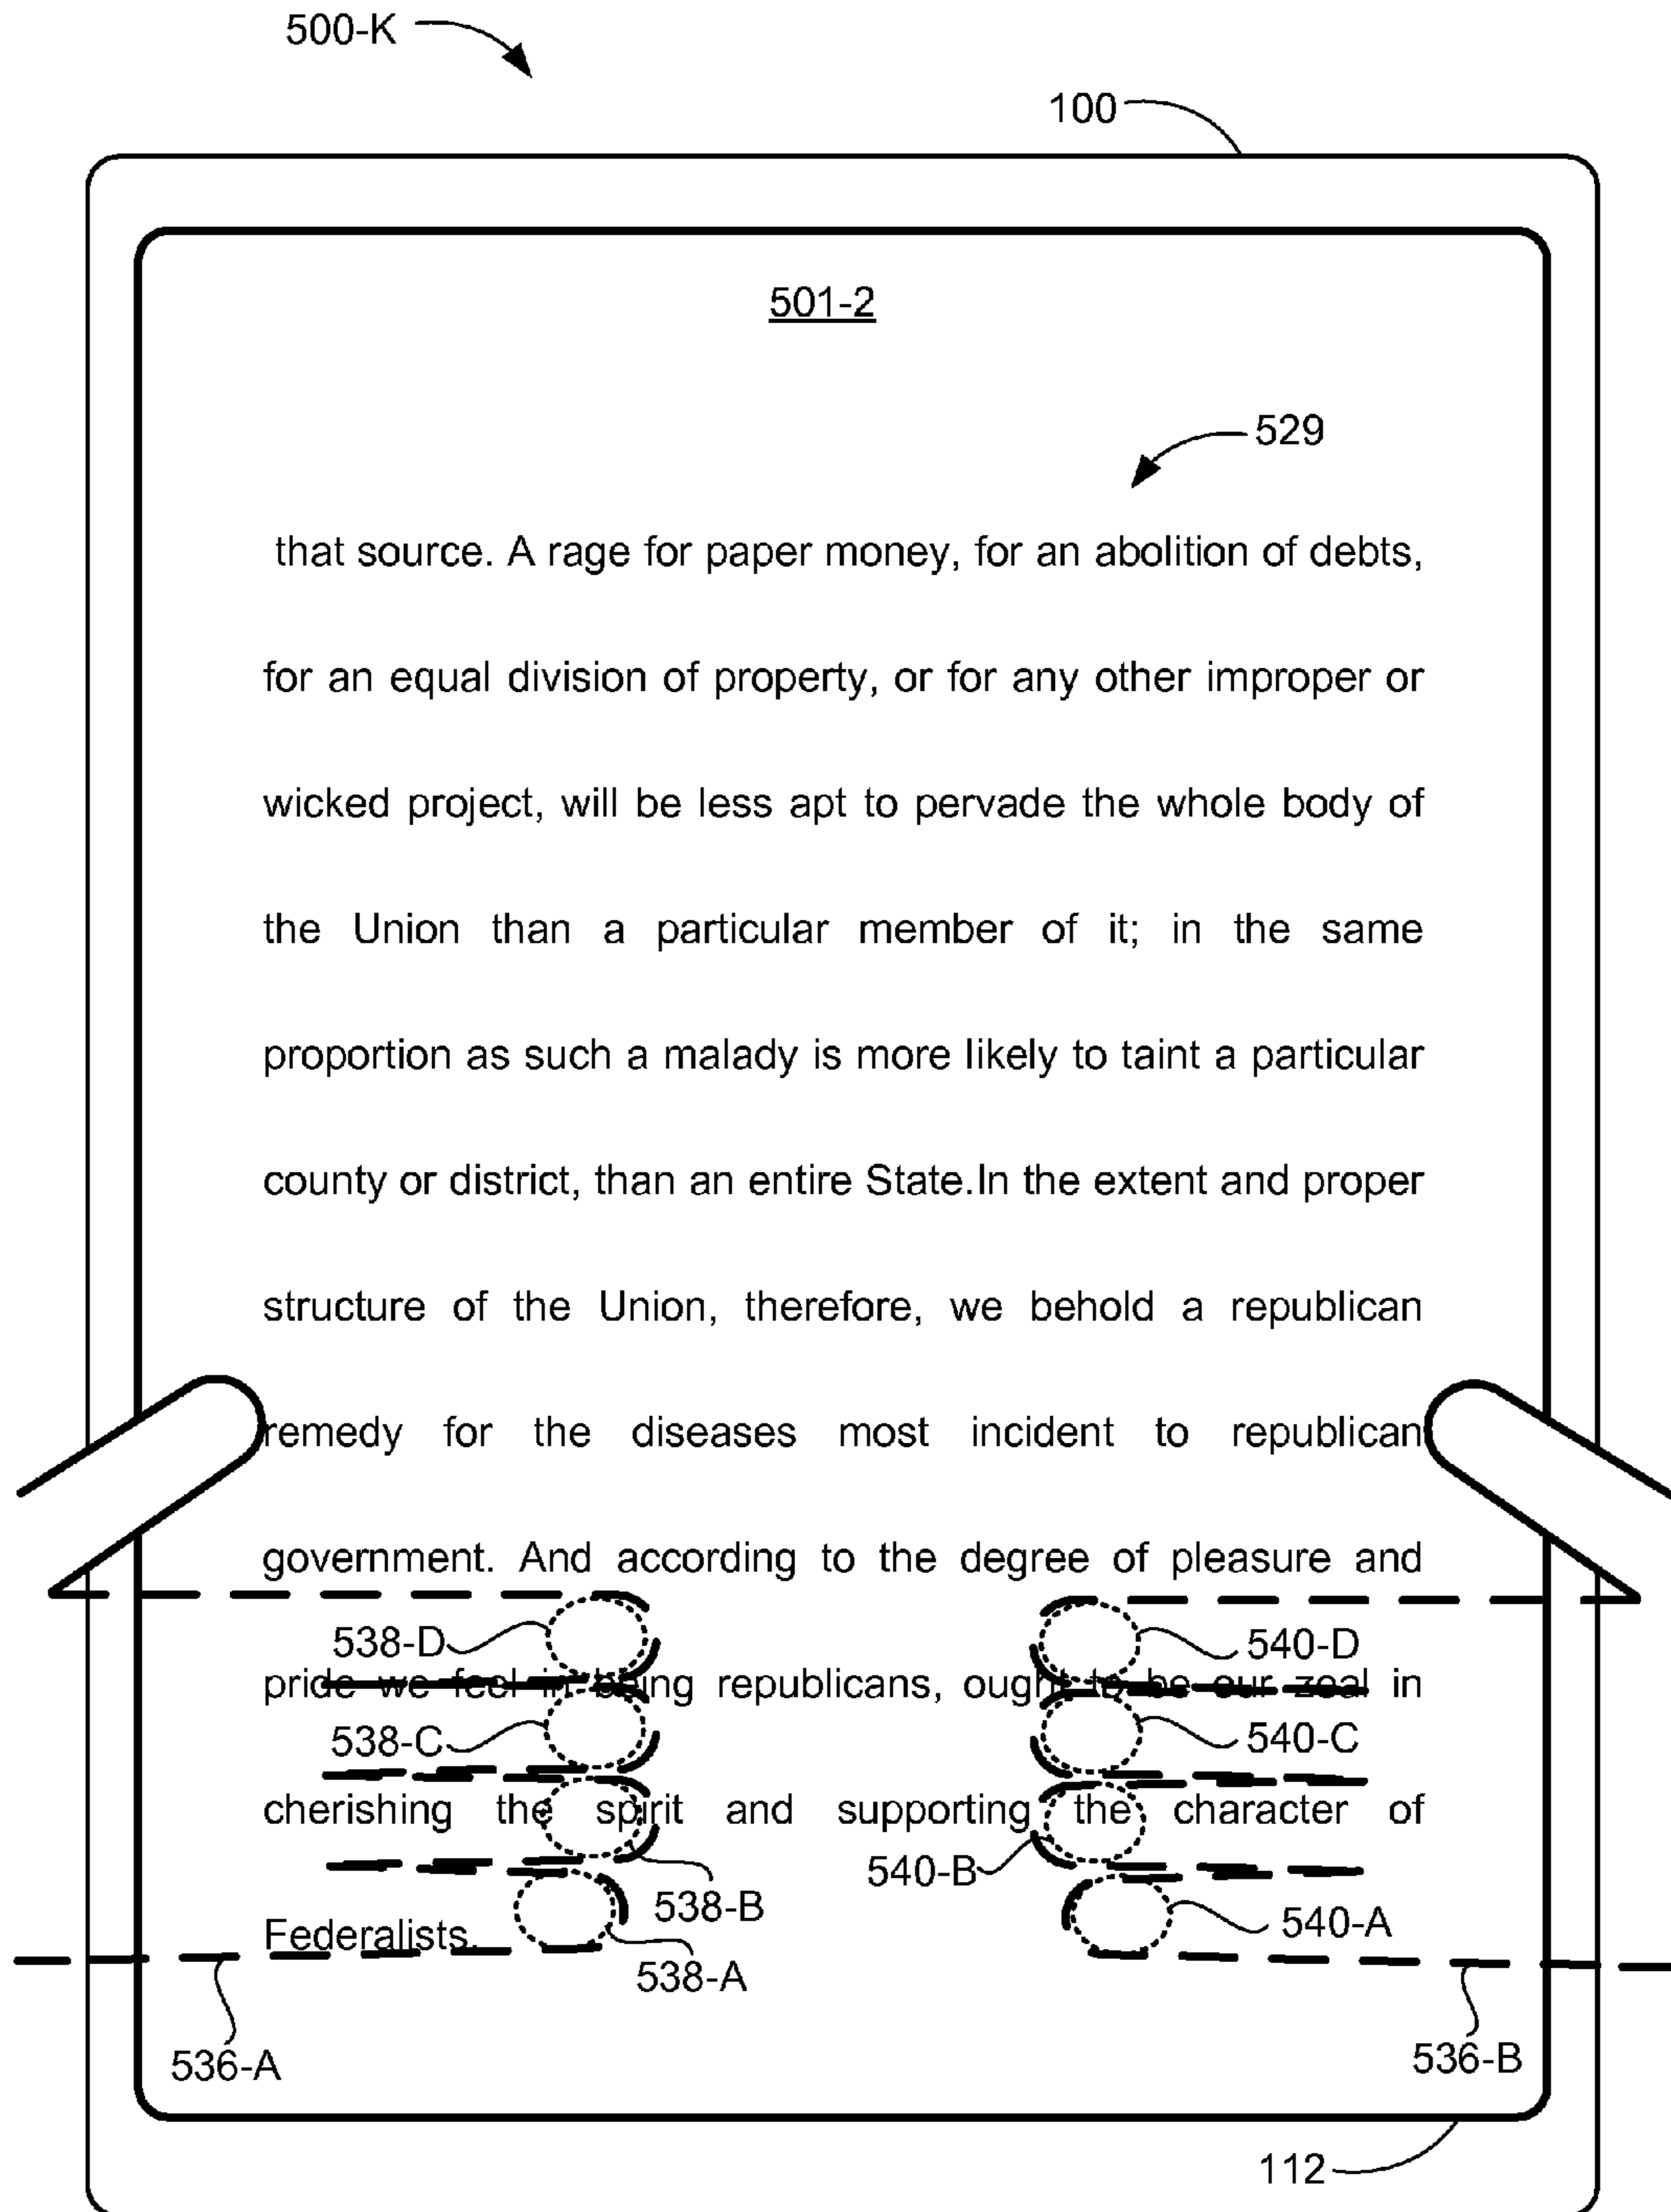 500-K
100
501-2
529
that source. A rage for paper money, for an abolition of debts,
for an equal division of property, or for any other improper or
wicked project, will be less apt to pervade the whole body of
the Union than a particular member of it; in the same
proportion as such a malady is more likely to taint a particular
county or district, than an entire State.In the extent and proper
structure of the Union, therefore, we behold a republican
remedy for the diseases most incident to republican
government. And according to the degree of pleasure and
538-D 540-D
pride we feel in being republicans, ought to be our zeal in
538-C 540-C
cherishing the spirit and supporting the character of
540-B
538-B
540-A
Federalists.
538-A
536-A 536-B
112